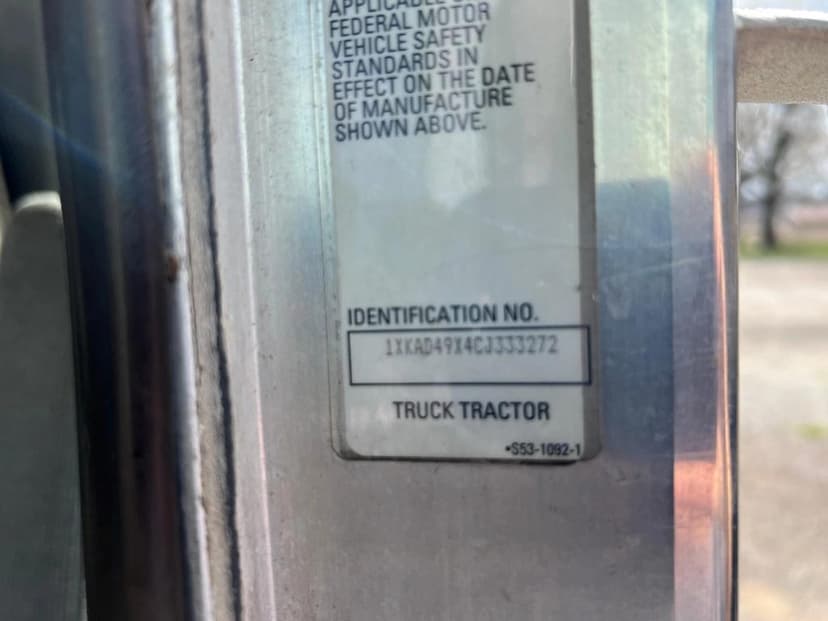 APPLICABLE
FEDERAL MOTOR
VEHICLE SAFETY
STANDARDS IN
EFFECT ON THE DATE
OF MANUFACTURE
SHOWN ABOVE.
IDENTIFICATION NO.
1XKAD49X4CJ333272
TRUCK TRACTOR
•S53-1092-1